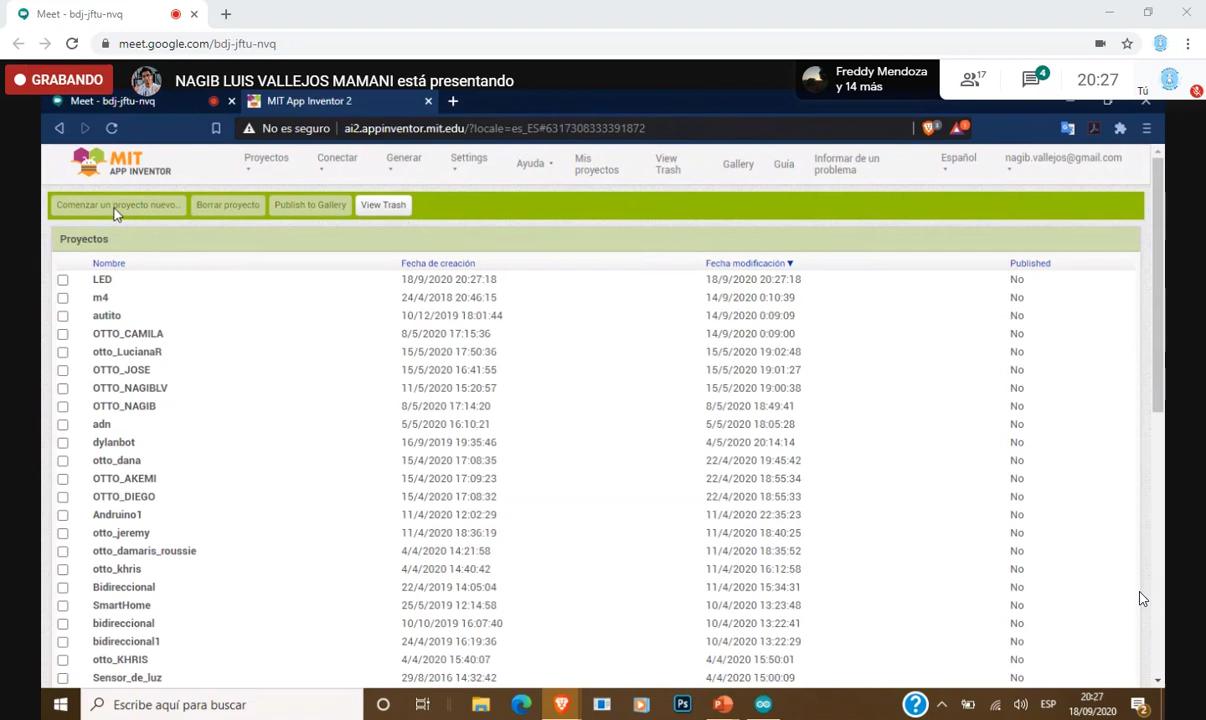 Meet - bdj-jftu-nvq
meet.google.com/bdj-jftu-nvq
GRABANDO
NAGIB LUIS VALLEJOS MAMANI está presentando
Freddy Mendoza
y 14 más
17
4
20:27
Tú
Meet - bdj-jftu-nvq
MIT App Inventor 2
No es seguro
ai2.appinventor.mit.edu/?locale=es_ES#6317308333391872
MIT
APP INVENTOR
Proyectos
Conectar
Generar
Settings
Ayuda
Mis
proyectos
View
Trash
Gallery
Guía
Informar de un
problema
Español
nagib.vallejos@gmail.com
Comenzar un proyecto nuevo...
Borrar proyecto
Publish to Gallery
View Trash
Proyectos
Nombre Fecha de creación Fecha modificación▼ Published
LED 18/9/2020 20:27:18 18/9/2020 20:27:18 No
m4 24/4/2018 20:46:15 14/9/2020 0:10:39 No
autito 10/12/2019 18:01:44 14/9/2020 0:09:09 No
OTTO_CAMILA 8/5/2020 17:15:36 14/9/2020 0:09:00 No
otto_LucianaR 15/5/2020 17:50:36 15/5/2020 19:02:48 No
OTTO_JOSE 15/5/2020 16:41:55 15/5/2020 19:01:27 No
OTTO_NAGIBLV 11/5/2020 15:20:57 15/5/2020 19:00:38 No
OTTO_NAGIB 8/5/2020 17:14:20 8/5/2020 18:49:41 No
adn 5/5/2020 16:10:21 5/5/2020 18:05:28 No
dylanbot 16/9/2019 19:35:46 4/5/2020 20:14:14 No
otto_dana 15/4/2020 17:08:35 22/4/2020 19:45:42 No
OTTO_AKEMI 15/4/2020 17:09:23 22/4/2020 18:55:34 No
OTTO_DIEGO 15/4/2020 17:08:32 22/4/2020 18:55:33 No
Andruino1 11/4/2020 12:02:29 11/4/2020 22:35:23 No
otto_jeremy 11/4/2020 18:36:19 11/4/2020 18:40:25 No
otto_damaris_roussie 4/4/2020 14:21:58 11/4/2020 18:35:52 No
otto_khris 4/4/2020 14:40:42 11/4/2020 16:12:58 No
Bidireccional 22/4/2019 14:05:04 11/4/2020 15:34:31 No
SmartHome 25/5/2019 12:14:58 10/4/2020 13:23:48 No
bidireccional 10/10/2019 16:07:40 10/4/2020 13:22:41 No
bidireccional1 24/4/2019 16:19:36 10/4/2020 13:22:29 No
otto_KHRIS 4/4/2020 15:40:07 4/4/2020 15:50:01 No
Sensor_de_luz 29/8/2016 14:32:42 4/4/2020 15:00:09 No
Escribe aquí para buscar
Ps
ESP
20:27
18/09/2020
2